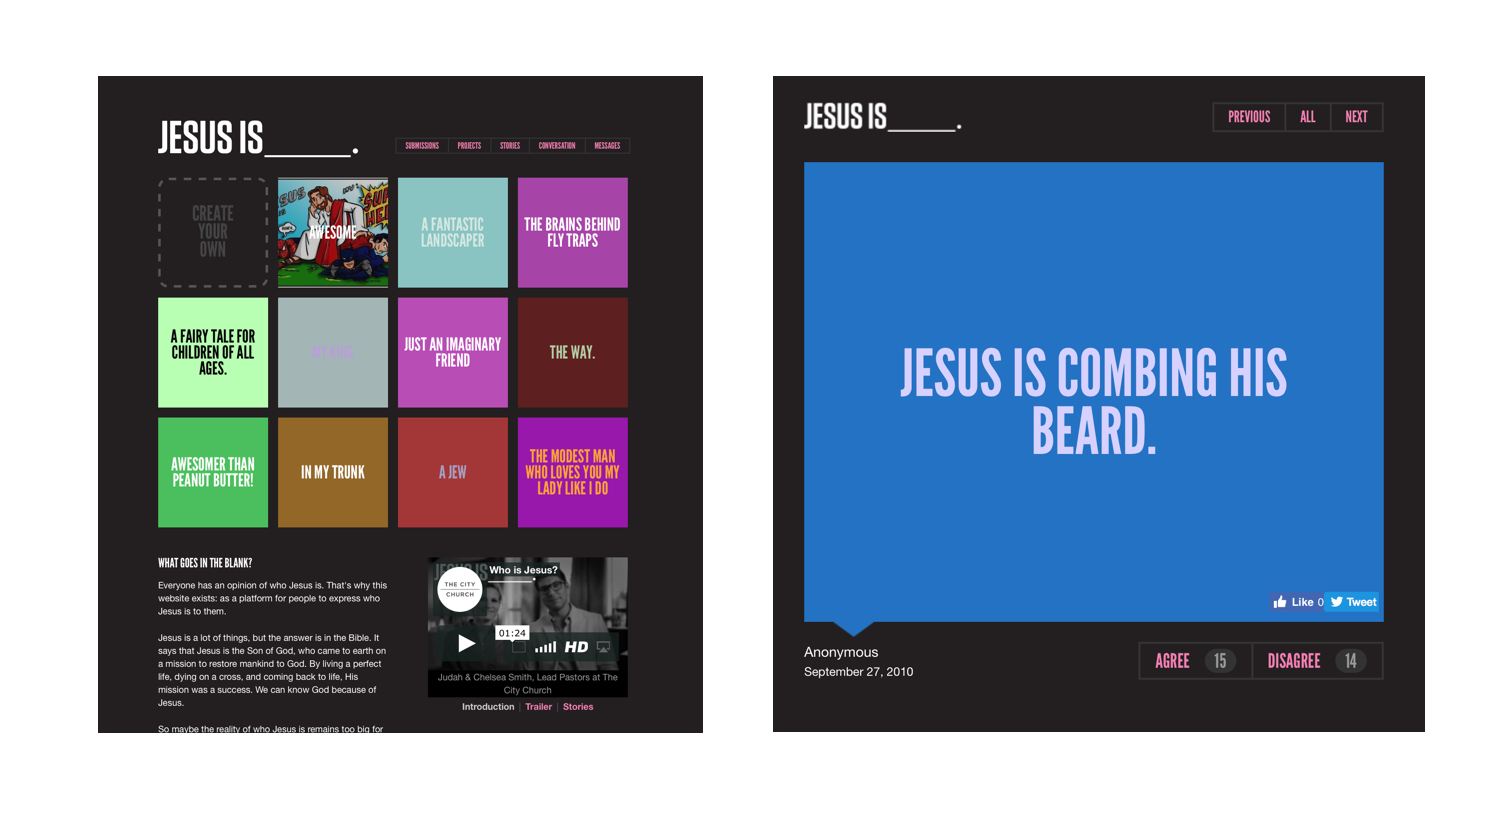 JESUS IS______.
SUBMISSIONS PROJECTS STORIES CONVERSATION MESSAGES
CREATE
YOUR
OWN
AWESOME
A FANTASTIC
LANDSCAPER
THE BRAINS BEHIND
FLY TRAPS
A FAIRY TALE FOR
CHILDREN OF ALL
AGES.
JUST AN IMAGINARY
FRIEND
THE WAY.
AWESOMER THAN
PEANUT BUTTER!
IN MY TRUNK
A JEW
THE MODEST MAN
WHO LOVES YOU MY
LADY LIKE I DO
WHAT GOES IN THE BLANK?
Everyone has an opinion of who Jesus is. That's why this
website exists: as a platform for people to express who
Jesus is to them.
Jesus is a lot of things, but the answer is in the Bible. It
says that Jesus is the Son of God, who came to earth on
a mission to restore mankind to God. By living a perfect
life, dying on a cross, and coming back to life, His
mission was a success. We can know God because of
Jesus.
So maybe the reality of who Jesus is remains too big for
JESUS IS
THE CITY
CHURCH
Who is Jesus?
01:24
HD
Judah & Chelsea Smith, Lead Pastors at The
City Church
Introduction | Trailer | Stories
JESUS IS______.
PREVIOUS ALL NEXT
JESUS IS COMBING HIS
BEARD.
Like 0 Tweet
Anonymous
September 27, 2010
AGREE 15 DISAGREE 14